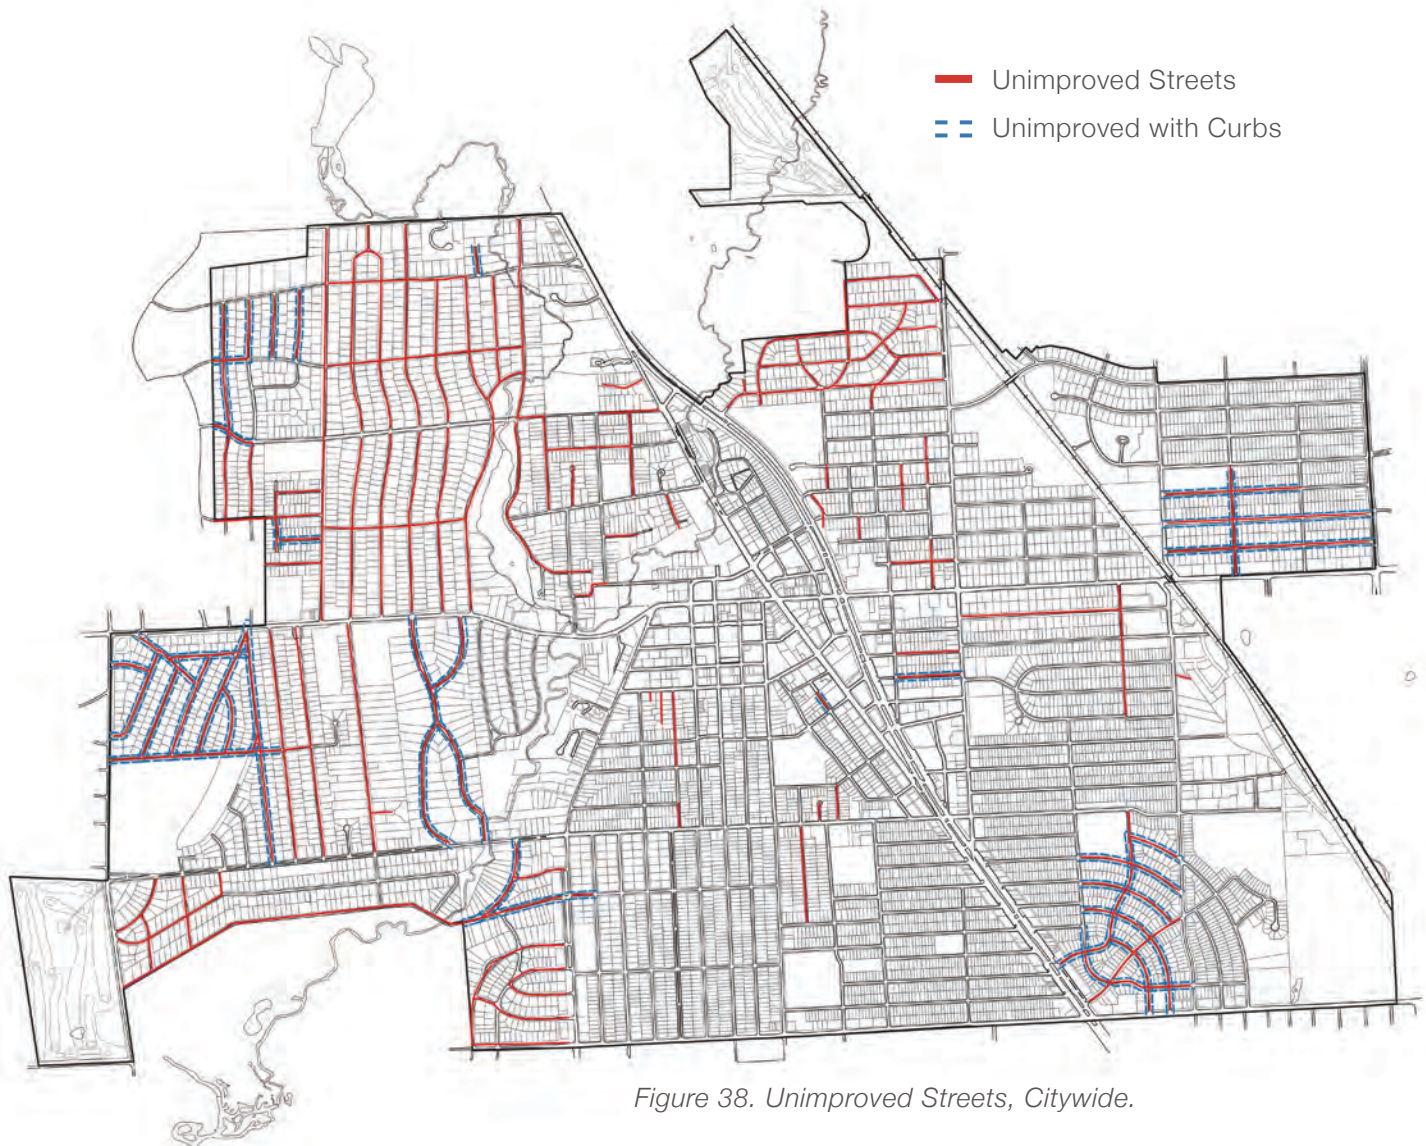 Unimproved Streets
Unimproved with Curbs
Figure 38. Unimproved Streets, Citywide.